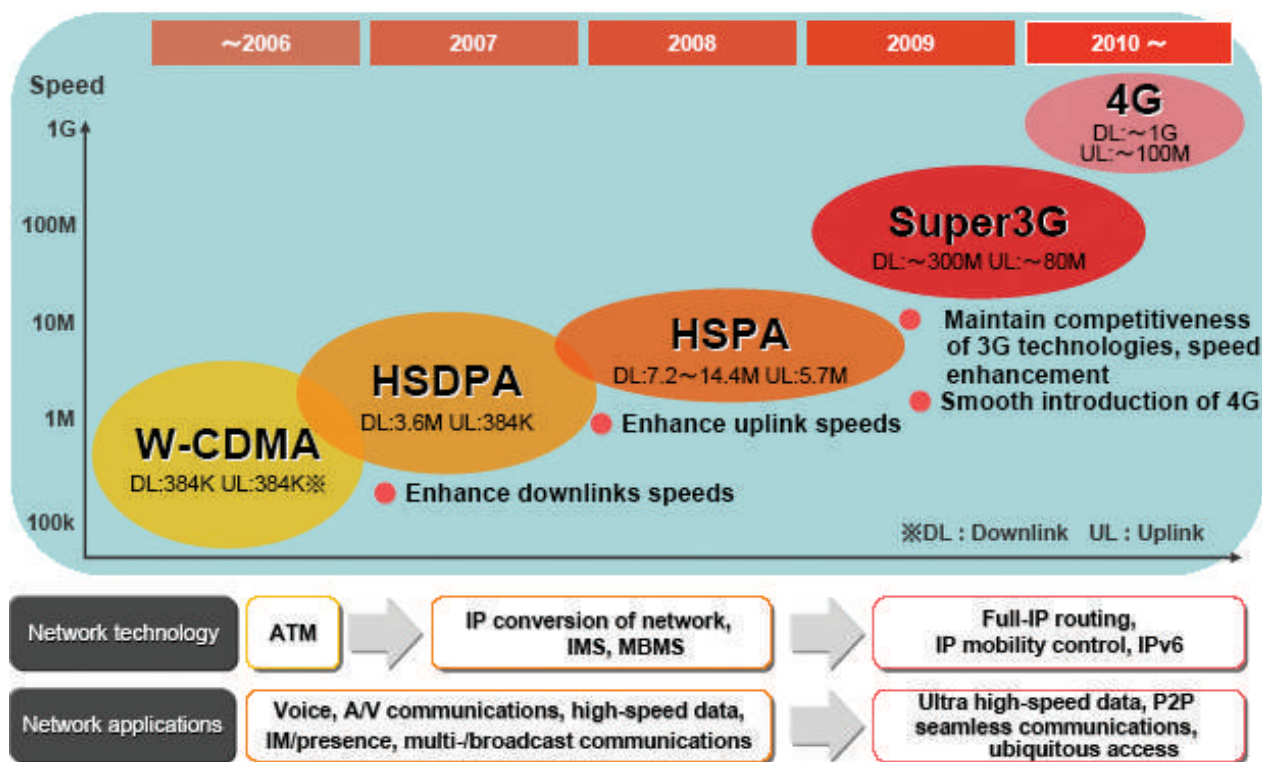 ～2006
2007
2008
2009
2010～
Speed
1G
100M
10M
1M
100k
4G
DL:～1G
UL:～100M
Super3G
DL:～300M UL:～80M
HSPA
DL:7.2～14.4M UL:5.7M
HSDPA
DL:3.6M UL:384K
W-CDMA
DL:384K UL:384K※
Maintain competitiveness
of 3G technologies, speed
enhancement
Smooth introduction of 4G
Enhance uplink speeds
Enhance downlinks speeds
※DL : Downlink UL : Uplink
Network technology
ATM
IP conversion of network,
IMS, MBMS
Full-IP routing,
IP mobility control, IPv6
Network applications
Voice, A/V communications, high-speed data,
IM/presence, multi-/broadcast communications
Ultra high-speed data, P2P
seamless communications,
ubiquitous access